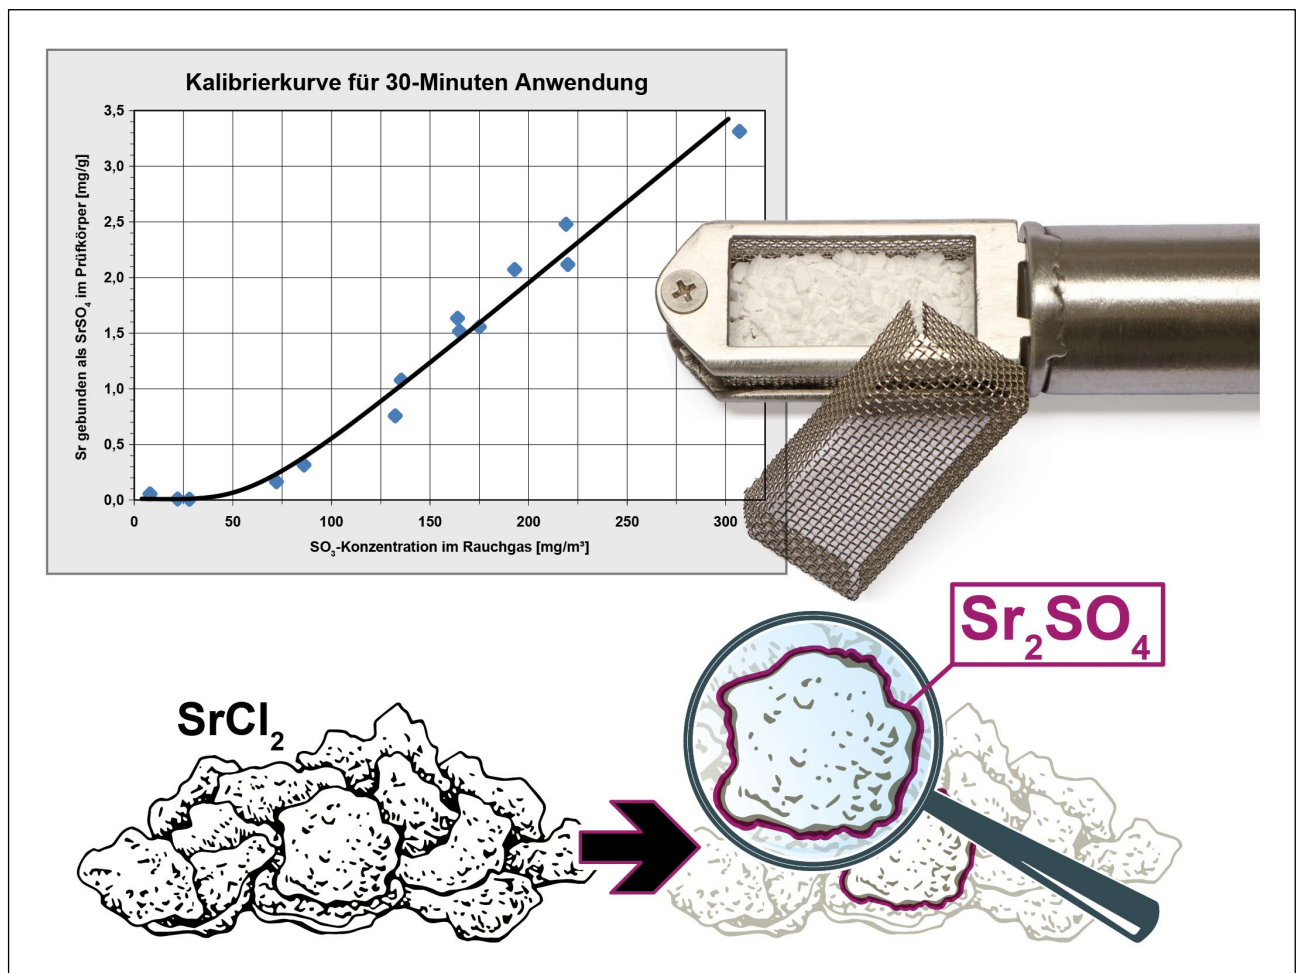 Kalibrierkurve für 30-Minuten Anwendung
Sr gebunden als SrSO₄ im Prüfkörper [mg/g]
3,5
3,0
2,5
2,0
1,5
1,0
0,5
0,0
0 50 100 150 200 250 300
SO₃-Konzentration im Rauchgas [mg/m³]
Sr₂SO₄
SrCl₂